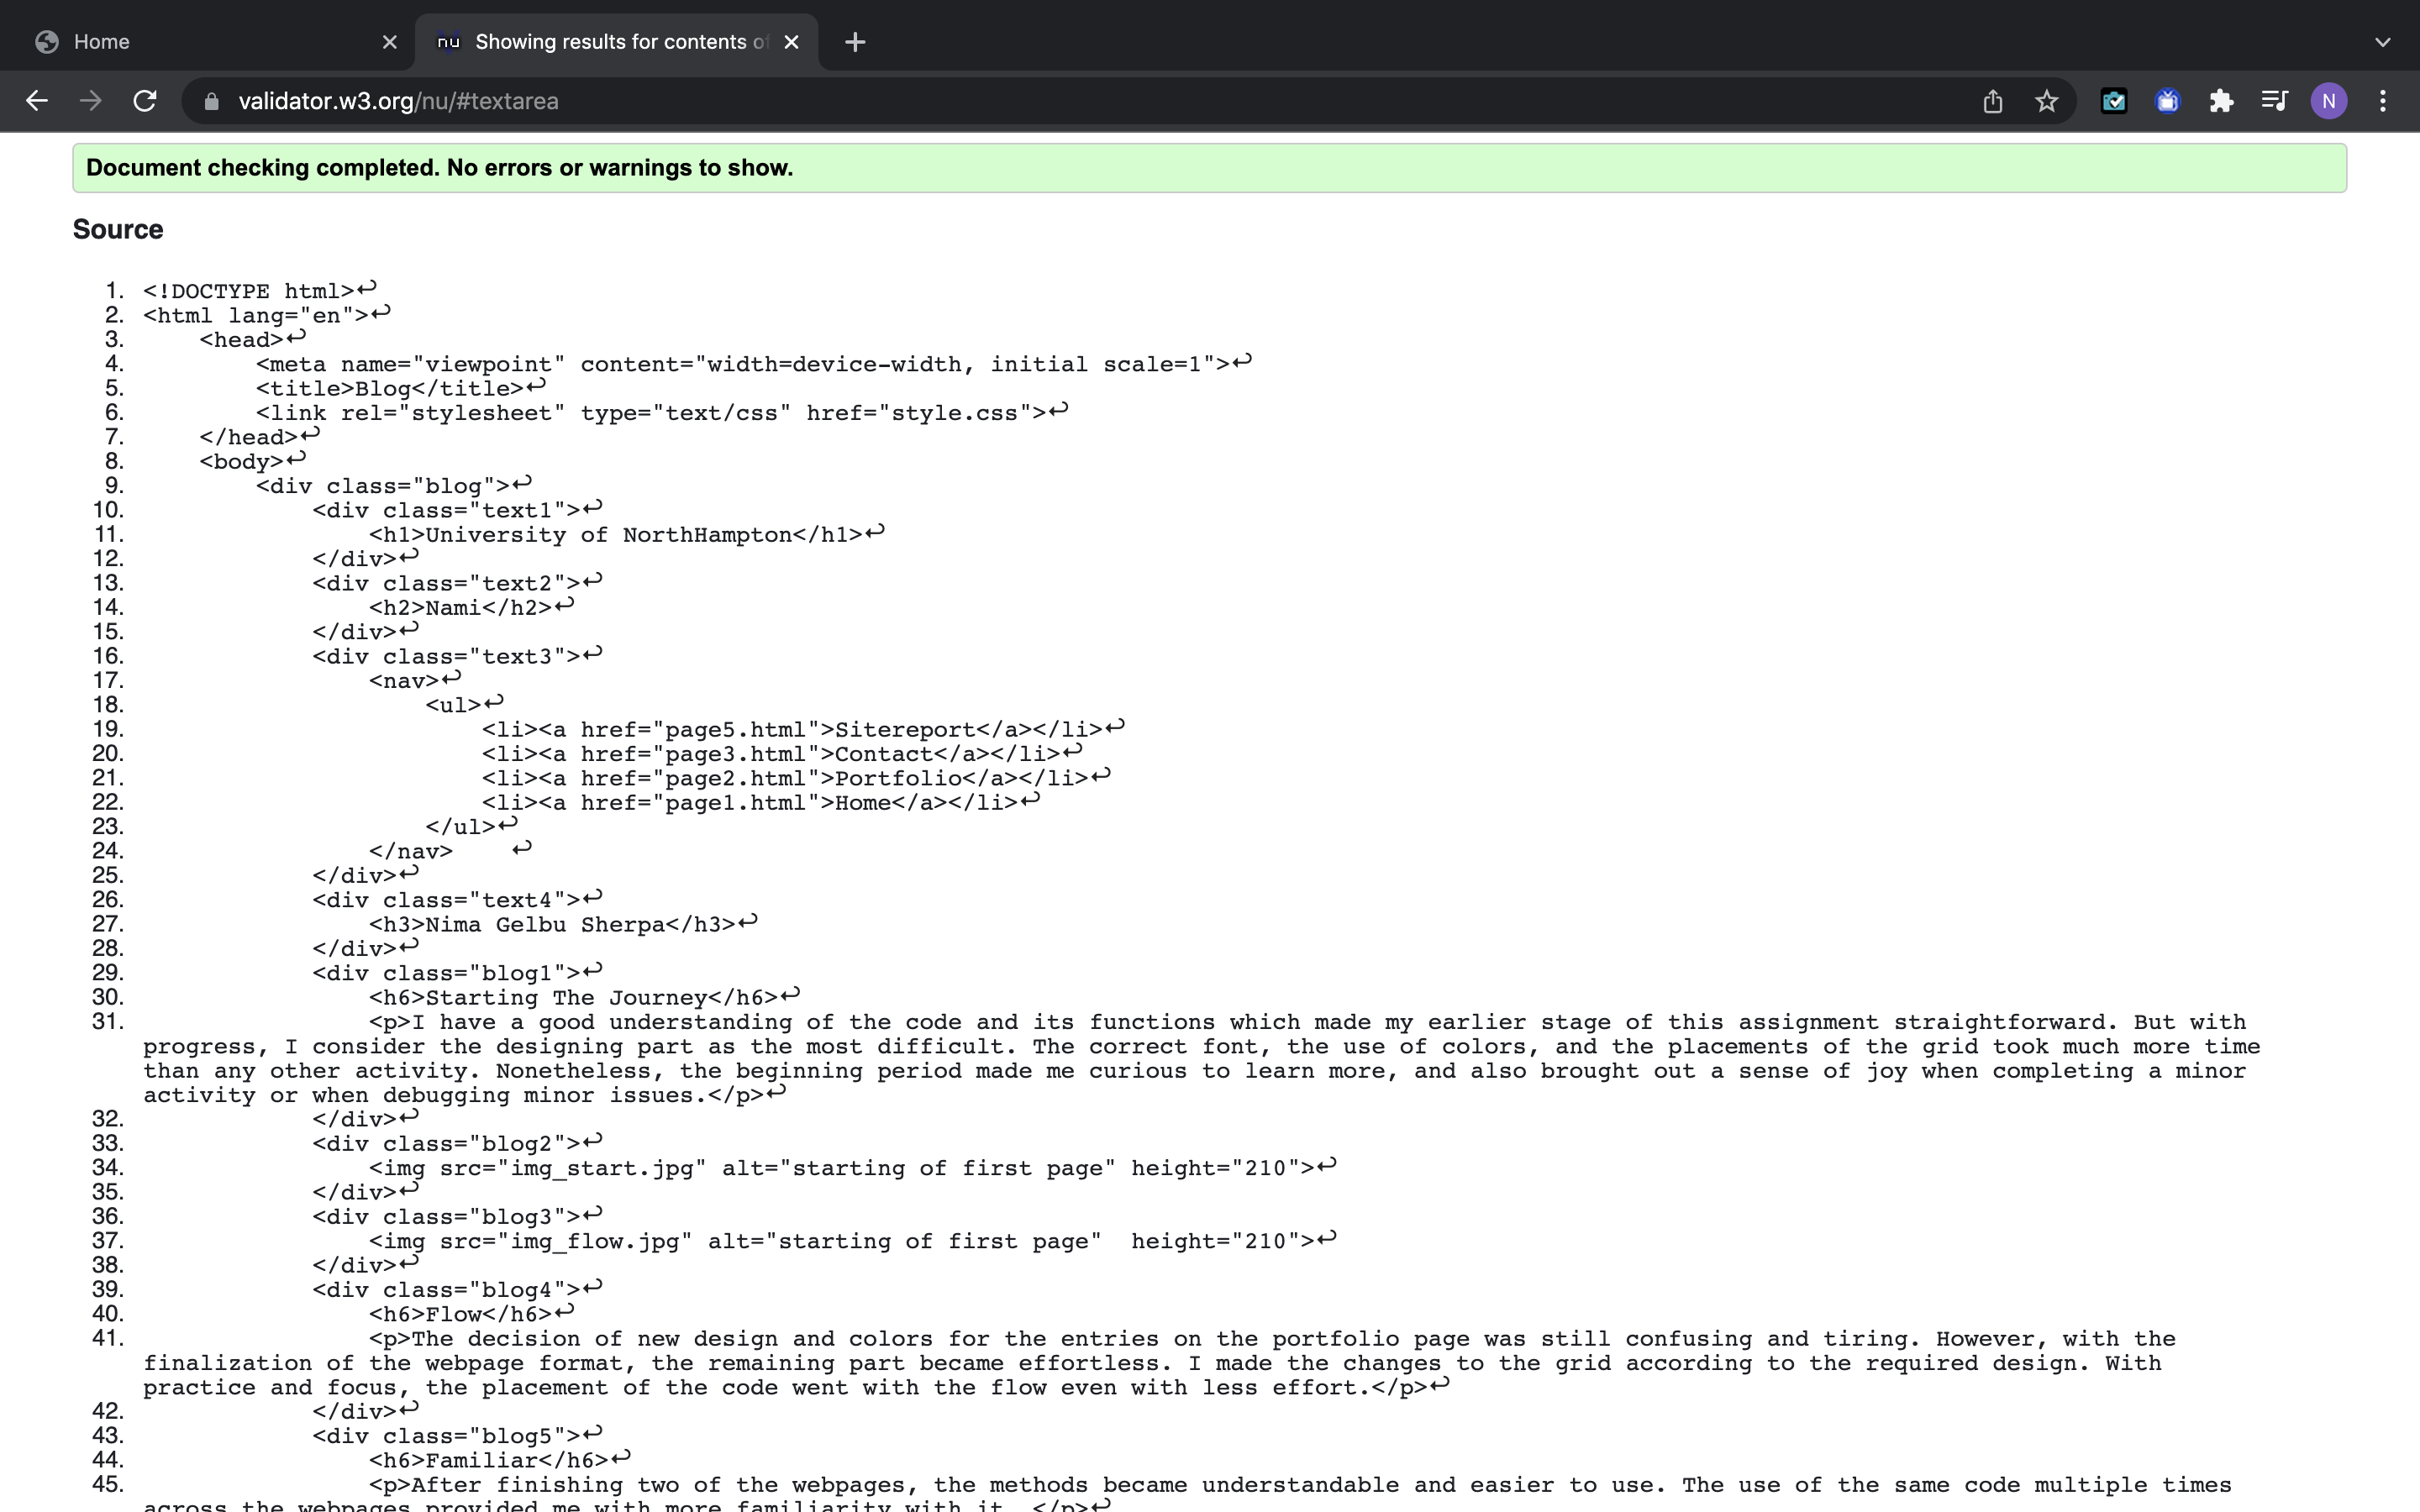 Home
nu Showing results for contents of
validator.w3.org/nu/#textarea
N
Document checking completed. No errors or warnings to show.
Source
1. <!DOCTYPE html>↩
2. <html lang="en">↩
3. <head>↩
4. <meta name="viewpoint" content="width=device-width, initial scale=1">↩
5. <title>Blog</title>↩
6. <link rel="stylesheet" type="text/css" href="style.css">↩
7. </head>↩
8. <body>↩
9. <div class="blog">↩
10. <div class="text1">↩
11. <h1>University of NorthHampton</h1>↩
12. </div>↩
13. <div class="text2">↩
14. <h2>Nami</h2>↩
15. </div>↩
16. <div class="text3">↩
17. <nav>↩
18. <ul>↩
19. <li><a href="page5.html">Sitereport</a></li>↩
20. <li><a href="page3.html">Contact</a></li>↩
21. <li><a href="page2.html">Portfolio</a></li>↩
22. <li><a href="page1.html">Home</a></li>↩
23. </ul>↩
24. </nav> ↩
25. </div>↩
26. <div class="text4">↩
27. <h3>Nima Gelbu Sherpa</h3>↩
28. </div>↩
29. <div class="blog1">↩
30. <h6>Starting The Journey</h6>↩
31. <p>I have a good understanding of the code and its functions which made my earlier stage of this assignment straightforward. But with
progress, I consider the designing part as the most difficult. The correct font, the use of colors, and the placements of the grid took much more time
than any other activity. Nonetheless, the beginning period made me curious to learn more, and also brought out a sense of joy when completing a minor
activity or when debugging minor issues.</p>↩
32. </div>↩
33. <div class="blog2">↩
34. <img src="img_start.jpg" alt="starting of first page" height="210">↩
35. </div>↩
36. <div class="blog3">↩
37. <img src="img_flow.jpg" alt="starting of first page"  height="210">↩
38. </div>↩
39. <div class="blog4">↩
40. <h6>Flow</h6>↩
41. <p>The decision of new design and colors for the entries on the portfolio page was still confusing and tiring. However, with the
finalization of the webpage format, the remaining part became effortless. I made the changes to the grid according to the required design. With
practice and focus, the placement of the code went with the flow even with less effort.</p>↩
42. </div>↩
43. <div class="blog5">↩
44. <h6>Familiar</h6>↩
45. <p>After finishing two of the webpages, the methods became understandable and easier to use. The use of the same code multiple times
across the webpages provided me with more familiarity with it. </p>↩